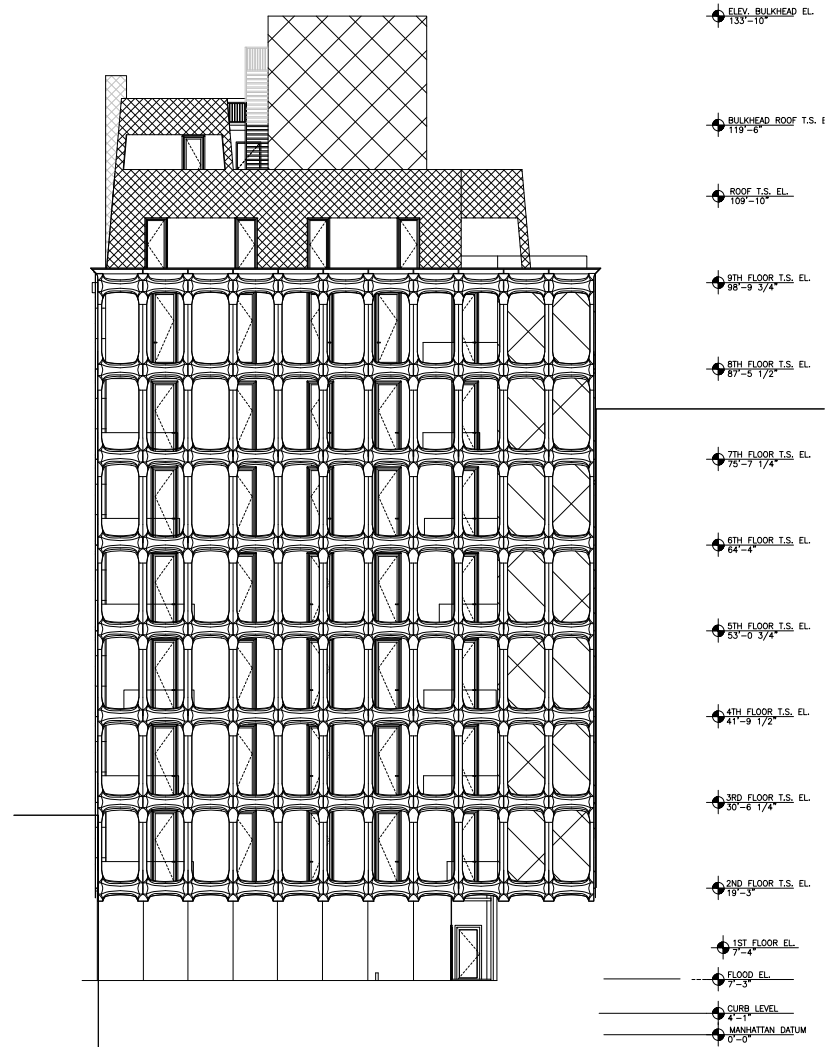 ELEV. BULKHEAD EL.
133'-10"
BULKHEAD ROOF T.S. E
119'-6"
ROOF T.S. EL.
109'-10"
9TH FLOOR T.S. EL.
98'-9 3/4"
8TH FLOOR T.S. EL.
87'-5 1/2"
7TH FLOOR T.S. EL.
75'-7 1/4"
6TH FLOOR T.S. EL.
64'-4"
5TH FLOOR T.S. EL.
53'-0 3/4"
4TH FLOOR T.S. EL.
41'-9 1/2"
3RD FLOOR T.S. EL.
30'-6 1/4"
2ND FLOOR T.S. EL.
19'-3"
1ST FLOOR EL.
7'-4"
FLOOD EL.
7'-3"
CURB LEVEL
4'-1"
MANHATTAN DATUM
0'-0"